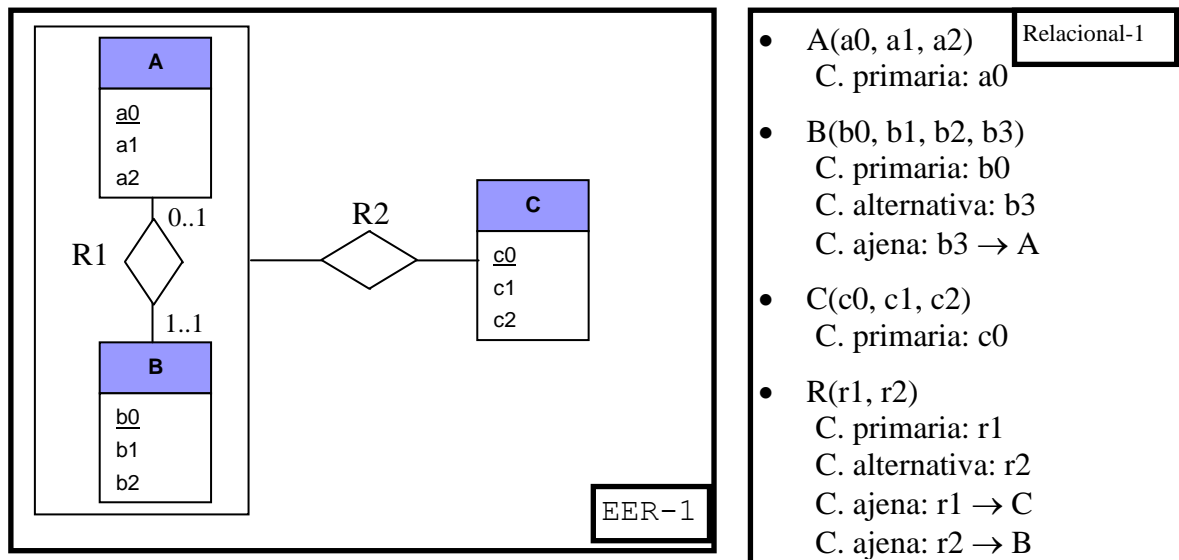 A
a0
a1
a2
0..1
R1
1..1
B
b0
b1
b2
R2
C
c0
c1
c2
EER-1
Relacional-1
• A(a0, a1, a2)
C. primaria: a0
• B(b0, b1, b2, b3)
C. primaria: b0
C. alternativa: b3
C. ajena: b3 → A
• C(c0, c1, c2)
C. primaria: c0
• R(r1, r2)
C. primaria: r1
C. alternativa: r2
C. ajena: r1 → C
C. ajena: r2 → B